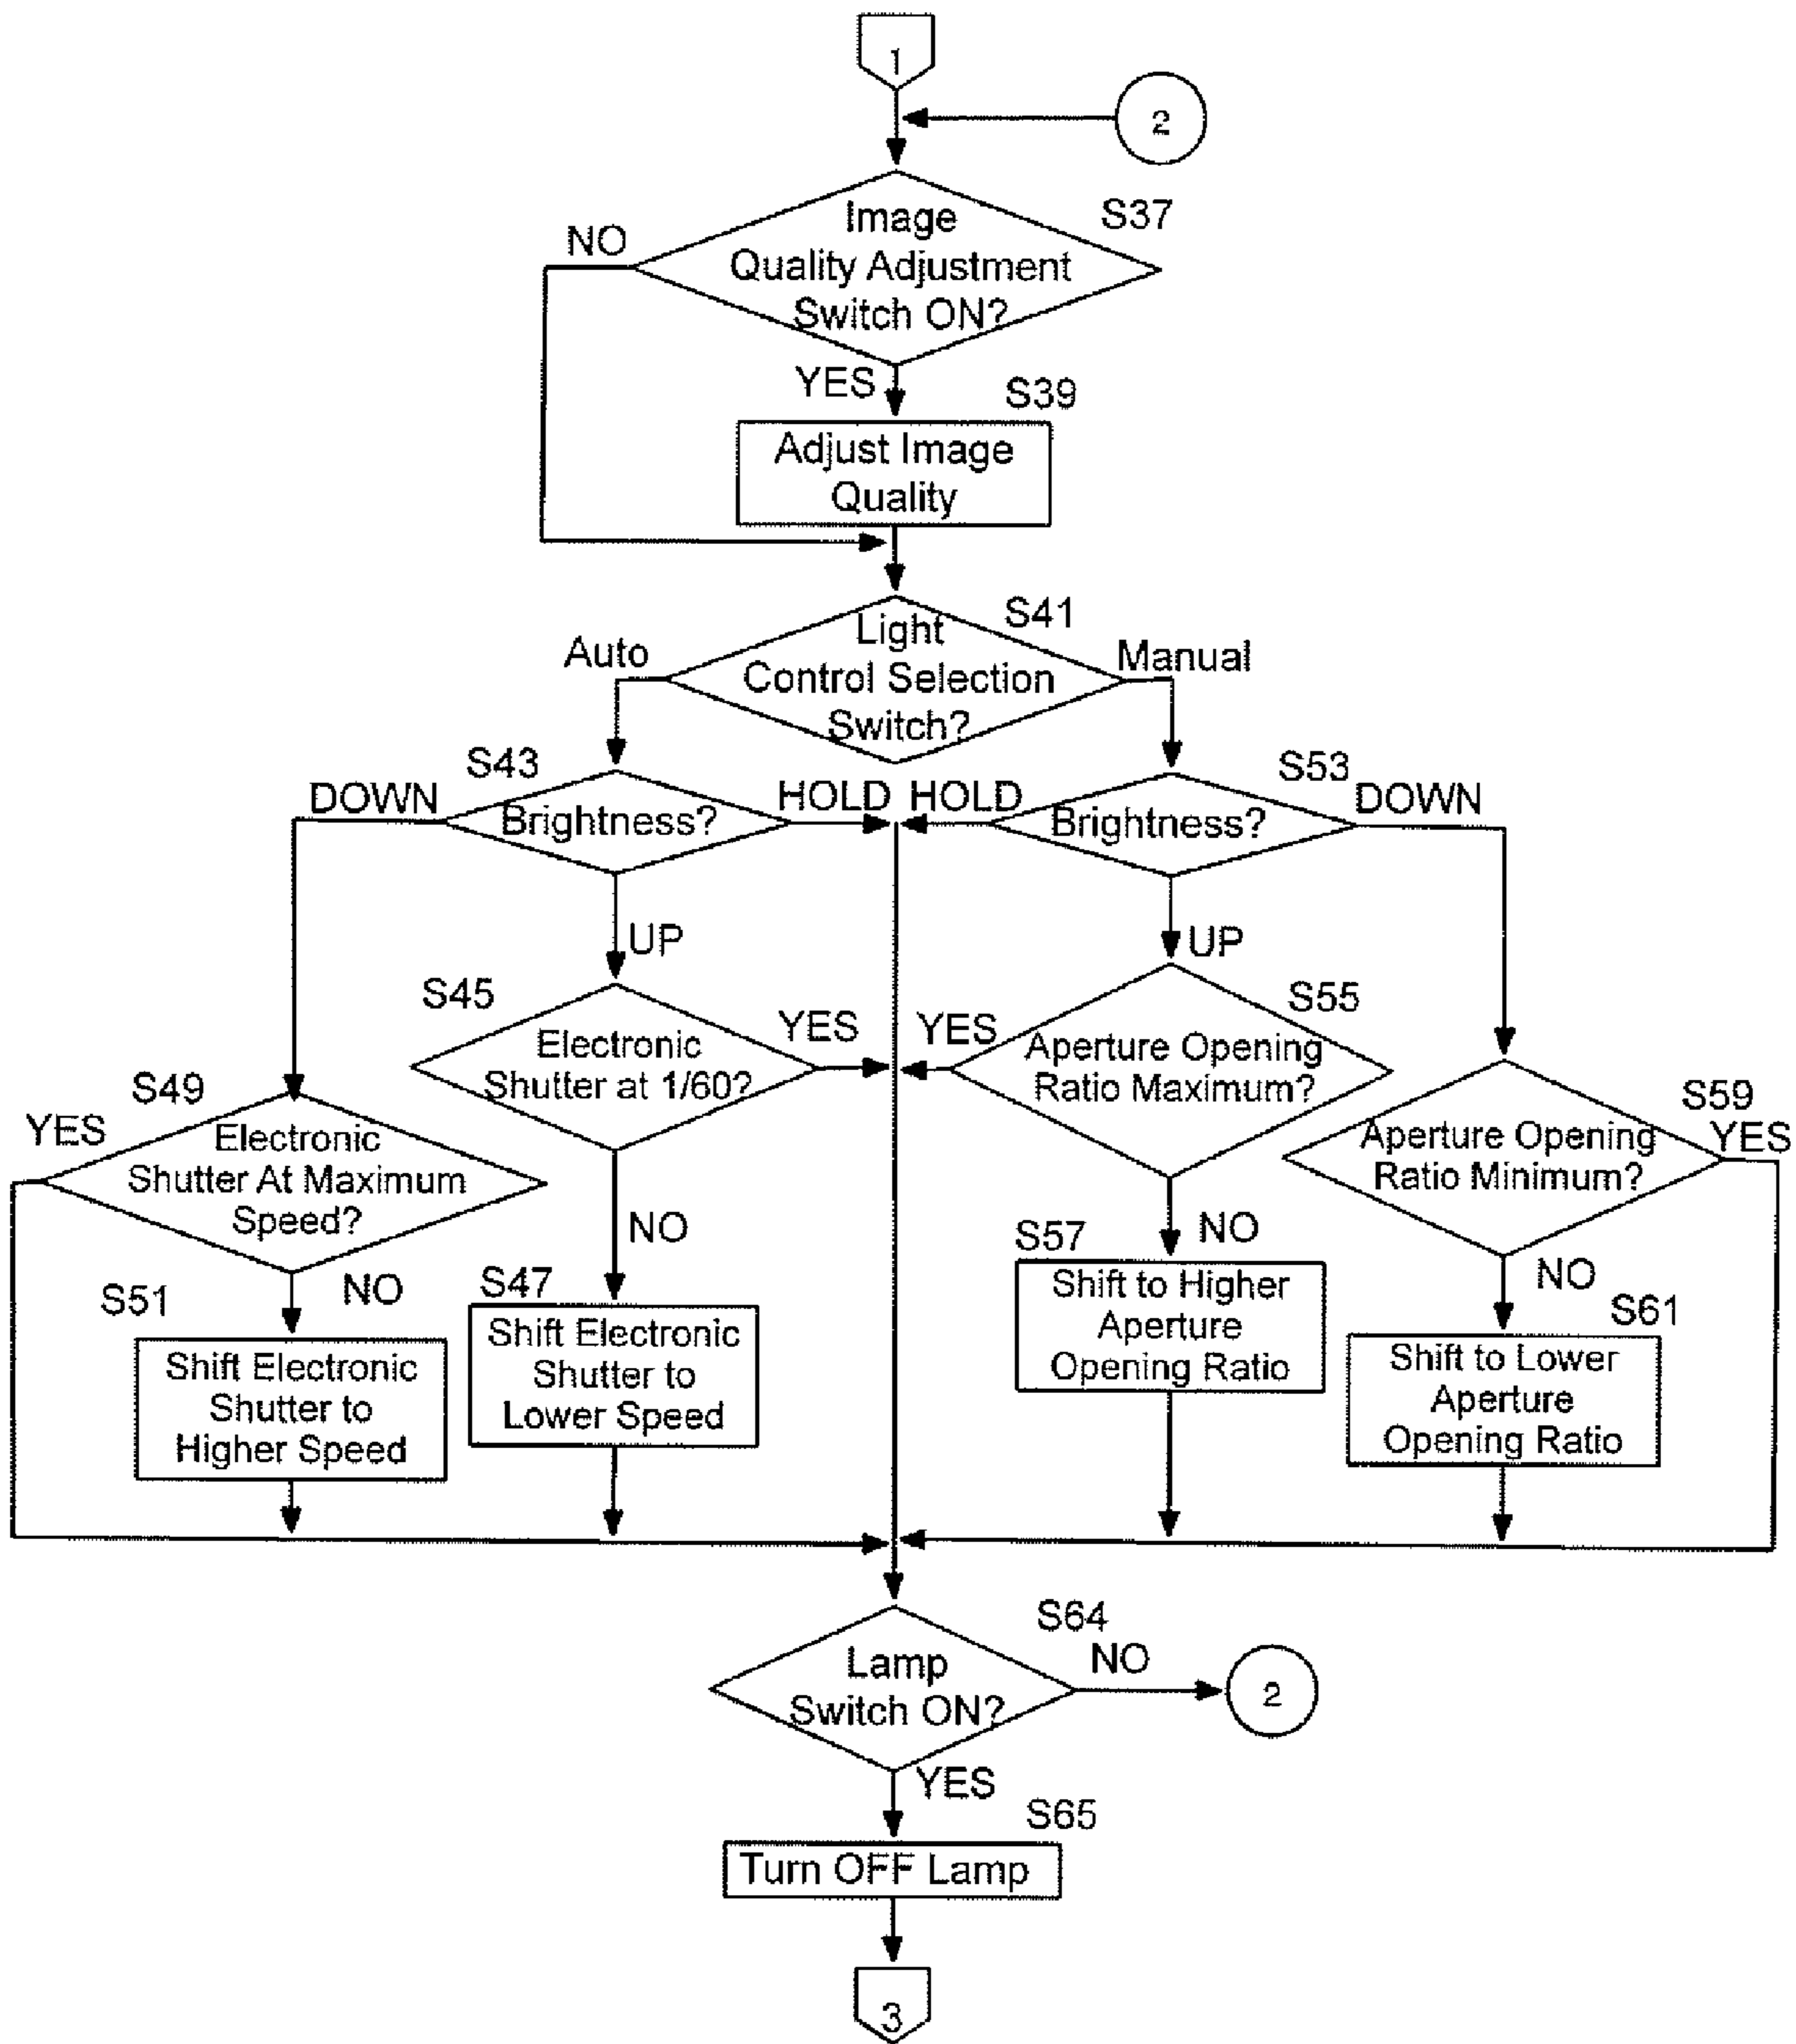 1
2
S37
Image
Quality Adjustment
Switch ON?
NO
YES
S39
Adjust Image
Quality
S41
Light
Control Selection
Switch?
Auto
Manual
S43
Brightness?
DOWN
HOLD
UP
S53
Brightness?
HOLD
DOWN
UP
S45
Electronic
Shutter at 1/60?
YES
NO
S55
Aperture Opening
Ratio Maximum?
YES
NO
S49
Electronic
Shutter At Maximum
Speed?
YES
NO
S59
Aperture Opening
Ratio Minimum?
YES
NO
S51
Shift Electronic
Shutter to
Higher Speed
S47
Shift Electronic
Shutter to
Lower Speed
S57
Shift to Higher
Aperture
Opening Ratio
S61
Shift to Lower
Aperture
Opening Ratio
S64
Lamp
Switch ON?
NO
2
YES
S65
Turn OFF Lamp
3